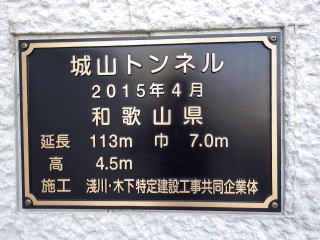 城山トンネル
2015年4月
和歌山県
延長 113m 巾 7.0m
高 4.5m
施工 淺川・木下特定建設工事共同企業体